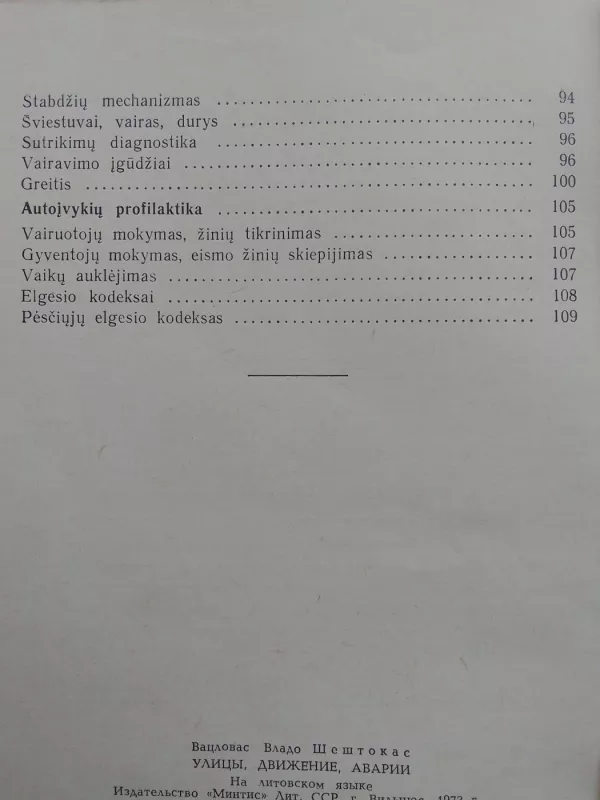 Stabdžių mechanizmas 94
Šviestuvai, vairas, durys 95
Sutrikimų diagnostika 96
Vairavimo įgūdžiai 96
Greitis 100
Autoįvykių profilaktika 105
Vairuotojų mokymas, žinių tikrinimas 105
Gyventojų mokymas, eismo žinių skiepijimas 107
Vaikų auklėjimas 107
Elgesio kodeksai 108
Pėsčiųjų elgesio kodeksas 109
Вацловас Владо Шештокас
УЛИЦЫ, ДВИЖЕНИЕ, АВАРИИ
На литовском языке
Издательство «Минтис» Лит. ССР, г.